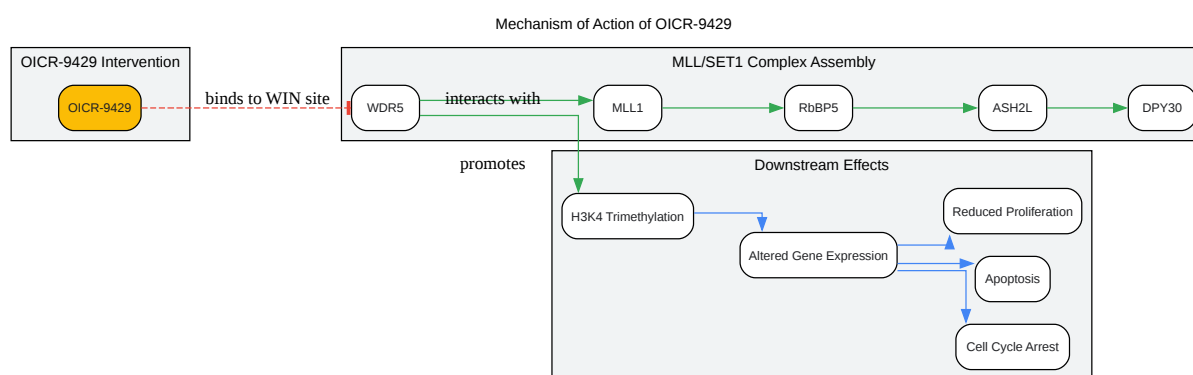 Mechanism of Action of OICR-9429
OICR-9429 Intervention
MLL/SET1 Complex Assembly
OICR-9429
binds to WIN site
WDR5
interacts with
MLL1
RbBP5
ASH2L
DPY30
promotes
Downstream Effects
H3K4 Trimethylation
Altered Gene Expression
Reduced Proliferation
Apoptosis
Cell Cycle Arrest